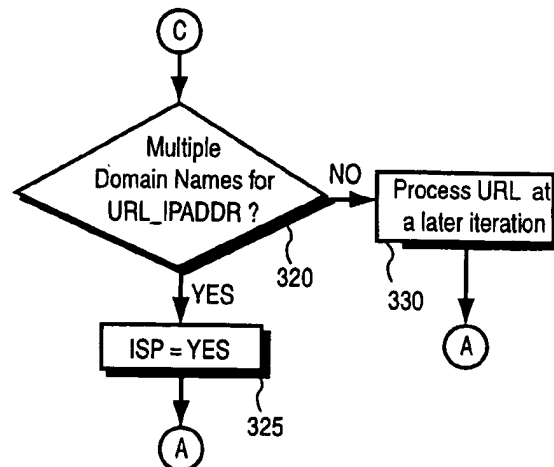 C
Multiple
Domain Names for
URL_IPADDR ?
NO
Process URL at
a later iteration
320
330
YES
ISP = YES
325
A
A